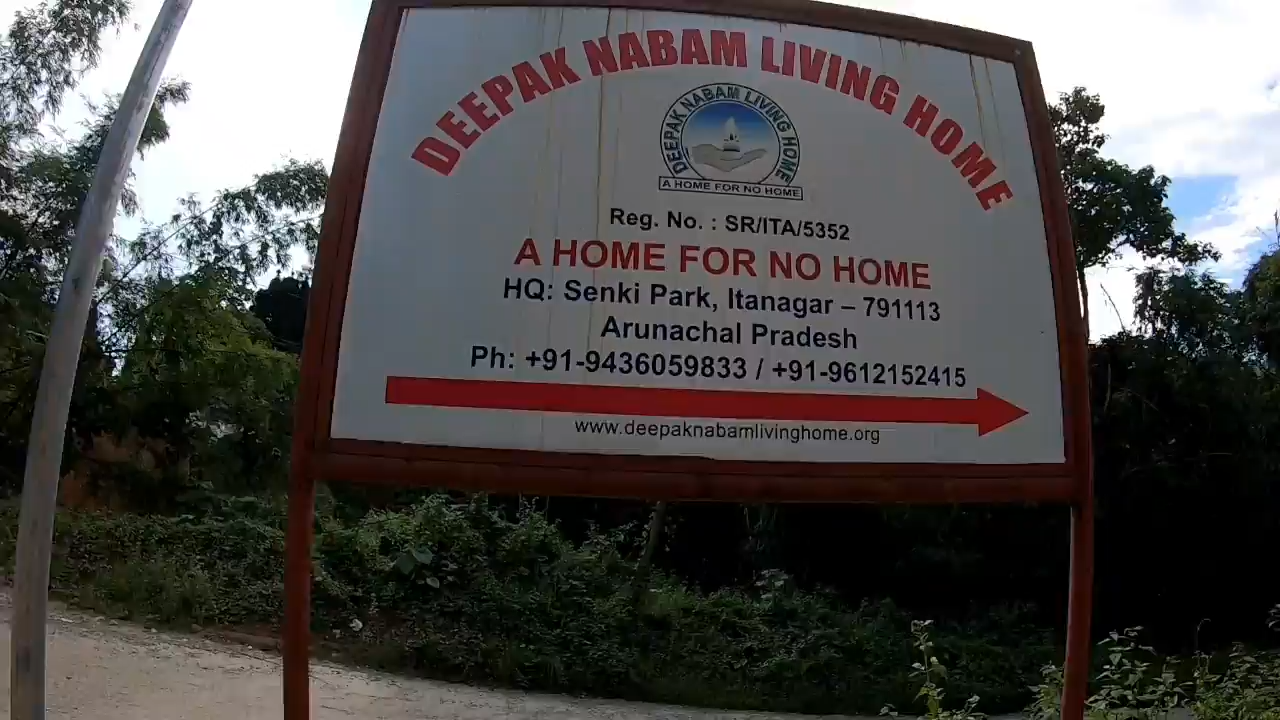 DEEPAK NABAM LIVING HOME
DEEPAK NABAM LIVING HOME
A HOME FOR NO HOME
Reg. No. : SR/ITA/5352
A HOME FOR NO HOME
HQ: Senki Park, Itanagar – 791113
Arunachal Pradesh
Ph: +91-9436059833 / +91-9612152415
www.deepaknabamlivinghome.org